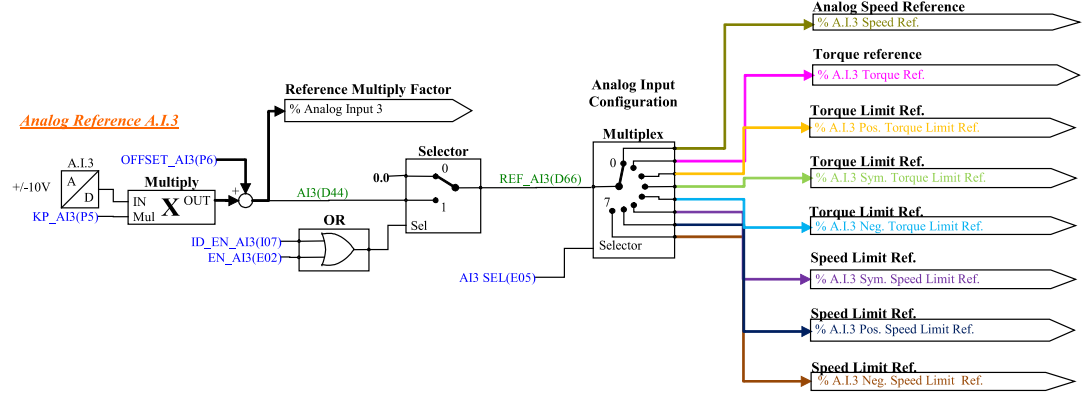 Analog Speed Reference
% A.I.3 Speed Ref.
Torque reference
% A.I.3 Torque Ref.
Reference Multiply Factor
% Analog Input 3
Analog Input
Configuration
Torque Limit Ref.
% A.I.3 Pos. Torque Limit Ref.
Analog Reference A.I.3
Multiplex
Selector
OFFSET_AI3(P6)
A.I.3
0
Torque Limit Ref.
% A.I.3 Sym. Torque Limit Ref.
+/-10V
A
D
Multiply
+
0.0
0
REF_AI3(D66)
IN
X
OUT
AI3(D44)
1
7
KP_AI3(P5)
Mul
OR
Sel
Torque Limit Ref.
% A.I.3 Neg. Torque Limit Ref.
ID_EN_AI3(I07)
EN_AI3(E02)
Selector
AI3 SEL(E05)
Speed Limit Ref.
% A.I.3 Sym. Speed Limit Ref.
Speed Limit Ref.
% A.I.3 Pos. Speed Limit Ref.
Speed Limit Ref.
% A.I.3 Neg. Speed Limit  Ref.